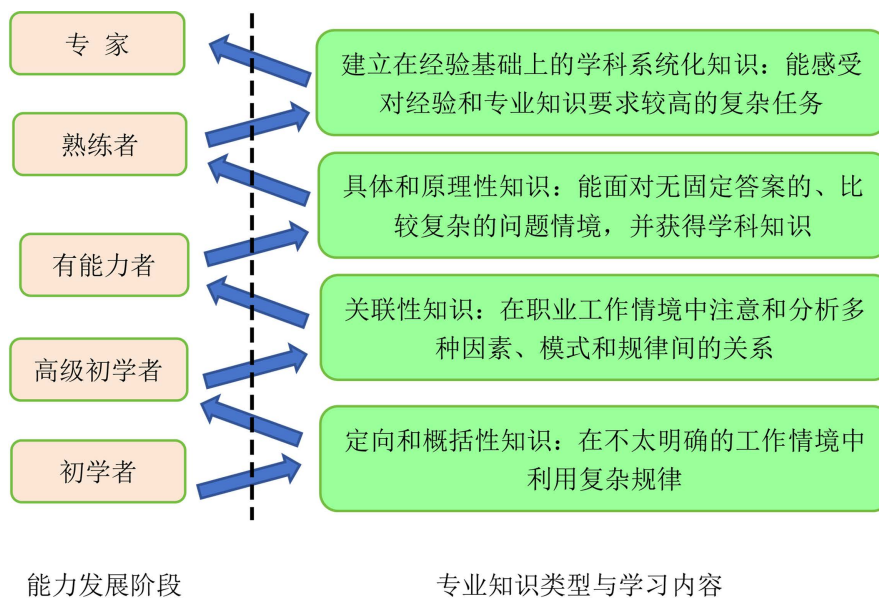 专 家
建立在经验基础上的学科系统化知识：能感受
对经验和专业知识要求较高的复杂任务
熟练者
具体和原理性知识：能面对无固定答案的、比
较复杂的问题情境，并获得学科知识
有能力者
关联性知识：在职业工作情境中注意和分析多
种因素、模式和规律间的关系
高级初学者
定向和概括性知识：在不太明确的工作情境中
利用复杂规律
初学者
能力发展阶段
专业知识类型与学习内容